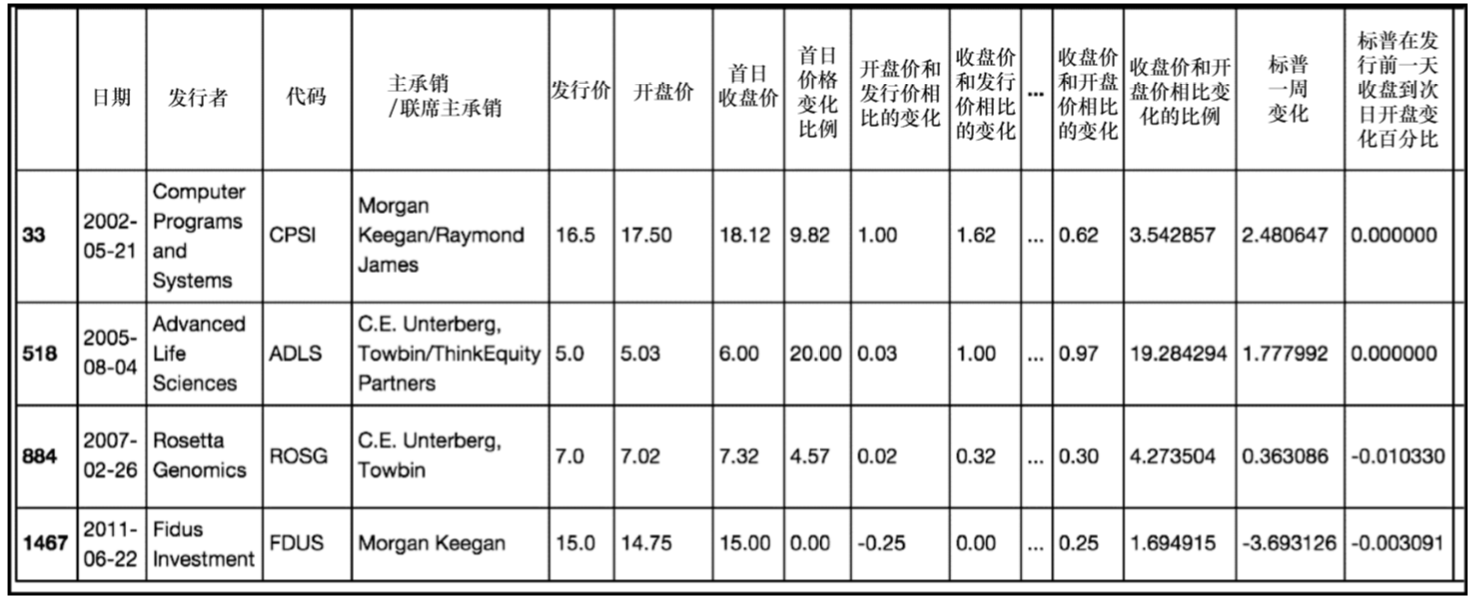 日期 发行者 代码 主承销/联席主承销 发行价 开盘价 首日收盘价 首日价格变化比例 开盘价和发行价相比的变化 收盘价和发行价相比的变化 ... 收盘价和开盘价相比的变化 收盘价和开盘价相比变化的比例 标普一周变化 标普在发行前一天收盘到次日开盘变化百分比
33 2002-05-21 Computer Programs and Systems CPSI Morgan Keegan/Raymond James 16.5 17.50 18.12 9.82 1.00 1.62 ... 0.62 3.542857 2.480647 0.000000
518 2005-08-04 Advanced Life Sciences ADLS C.E. Unterberg, Towbin/ThinkEquity Partners 5.0 5.03 6.00 20.00 0.03 1.00 ... 0.97 19.284294 1.777992 0.000000
884 2007-02-26 Rosetta Genomics ROSG C.E. Unterberg, Towbin 7.0 7.02 7.32 4.57 0.02 0.32 ... 0.30 4.273504 0.363086 -0.010330
1467 2011-06-22 Fidus Investment FDUS Morgan Keegan 15.0 14.75 15.00 0.00 -0.25 0.00 ... 0.25 1.694915 -3.693126 -0.003091